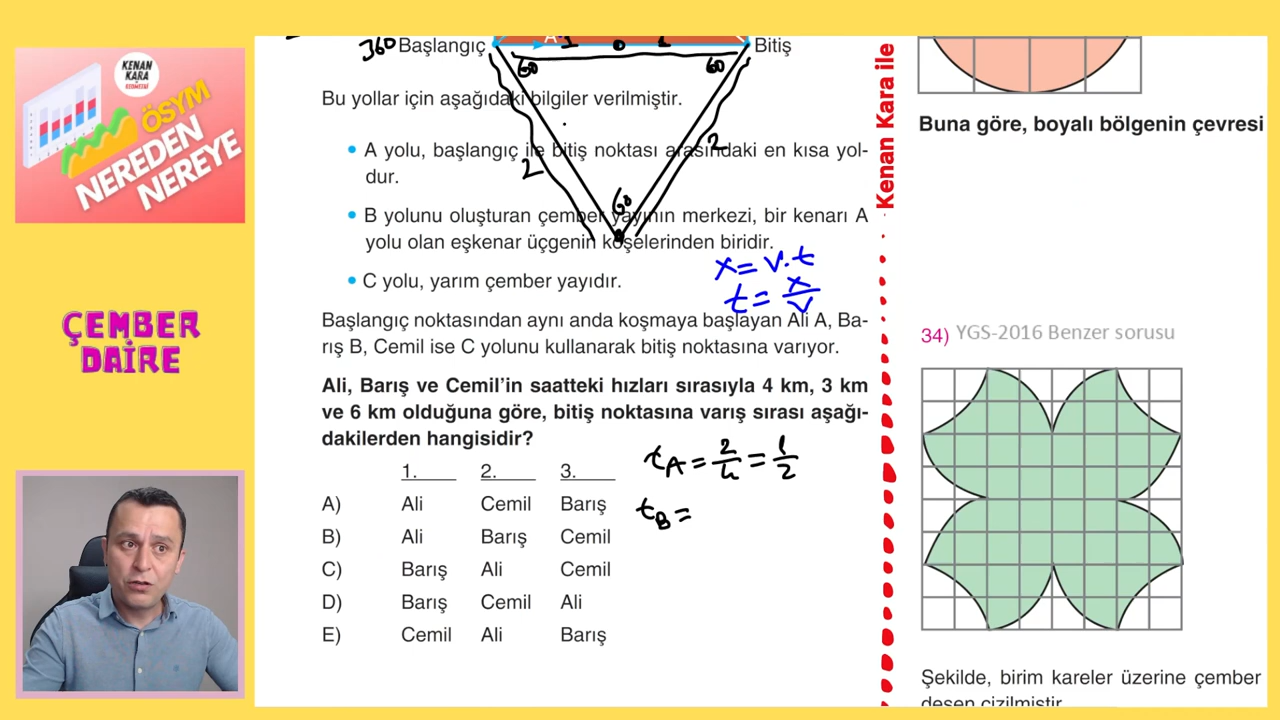 KENAN
KARA
ÖSYM
NEREDEN
NEREYE
ÇEMBER
DAİRE
360 Başlangıç A 1 0 1 Bitiş
60 60
Bu yollar için aşağıdaki bilgiler verilmiştir.
• A yolu, başlangıç ile bitiş noktası arasındaki en kısa yol-
dur.
2 2
60
• B yolunu oluşturan çember yayının merkezi, bir kenarı A
yolu olan eşkenar üçgenin köşelerinden biridir.
x = v.t
• C yolu, yarım çember yayıdır.
t = x/v
Başlangıç noktasından aynı anda koşmaya başlayan Ali A, Ba-
rış B, Cemil ise C yolunu kullanarak bitiş noktasına varıyor.
Ali, Barış ve Cemil'in saatteki hızları sırasıyla 4 km, 3 km
ve 6 km olduğuna göre, bitiş noktasına varış sırası aşağı-
dakilerden hangisidir?
1. 2. 3.
A) Ali Cemil Barış
B) Ali Barış Cemil
C) Barış Ali Cemil
D) Barış Cemil Ali
E) Cemil Ali Barış
tA = 2/4 = 1/2
tB =
Kenan Kara ile
Buna göre, boyalı bölgenin çevresi
34) YGS-2016 Benzer sorusu
Şekilde, birim kareler üzerine çember
desen çizilmiştir.